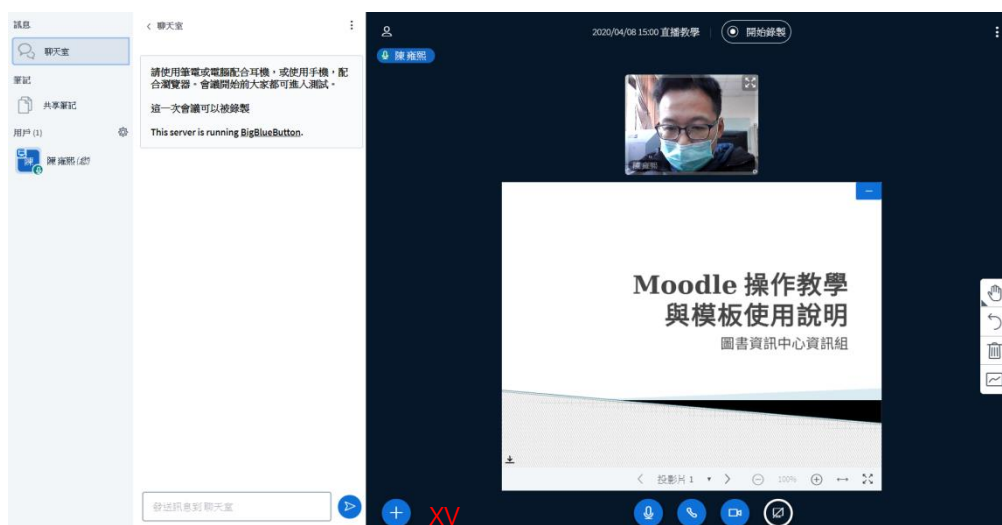 訊息
聊天室
筆記
共享筆記
用戶 (1)
陳 陳 雍熙
聊天室
請使用筆電或電腦配合耳機，或使用手機，配
合瀏覽器。會議開始前大家都可進入測試。
這一次會議可以被錄製
This server is running BigBlueButton.
發送訊息到 聊天室
2020/04/08 15:00 直播教學
開始錄製
陳 雍熙
陳 雍熙
Moodle 操作教學
與模板使用說明
圖書資訊中心資訊組
投影片 1
100%
XV